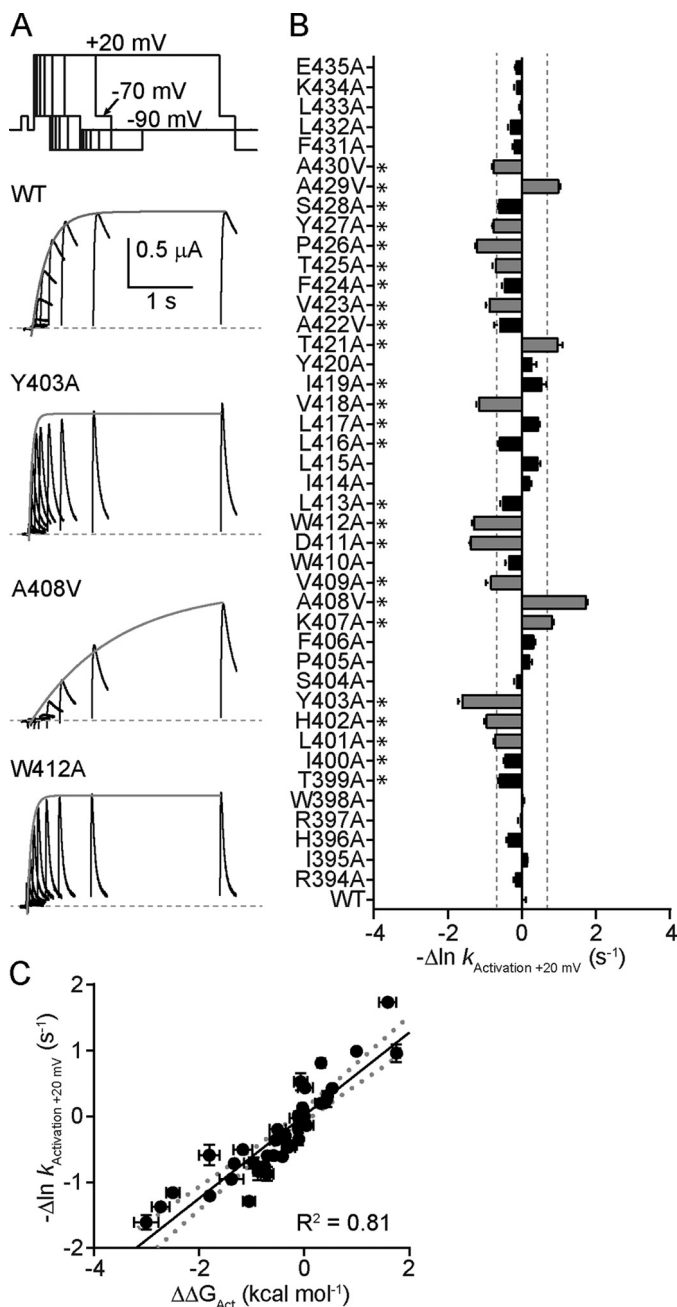 A
+20 mV
-70 mV
-90 mV
WT
0.5 μA
1 s
Y403A
A408V
W412A
B
E435A
K434A
L433A
L432A
F431A
A430V *
A429V *
S428A *
Y427A *
P426A *
T425A *
F424A *
V423A *
A422V *
T421A *
Y420A
I419A *
V418A *
L417A *
L416A *
L415A
I414A
L413A *
W412A *
D411A *
W410A
V409A *
A408V *
K407A *
F406A
P405A
S404A
Y403A *
H402A *
L401A *
I400A *
T399A *
W398A
R397A
H396A
I395A
R394A
WT
-4 -2 0 2 4
-Δln k Activation +20 mV (s-1)
C
2
1
0
-1
-2
-Δln k Activation +20 mV (s-1)
R2 = 0.81
-4 -2 0 2
ΔΔGAct (kcal mol-1)